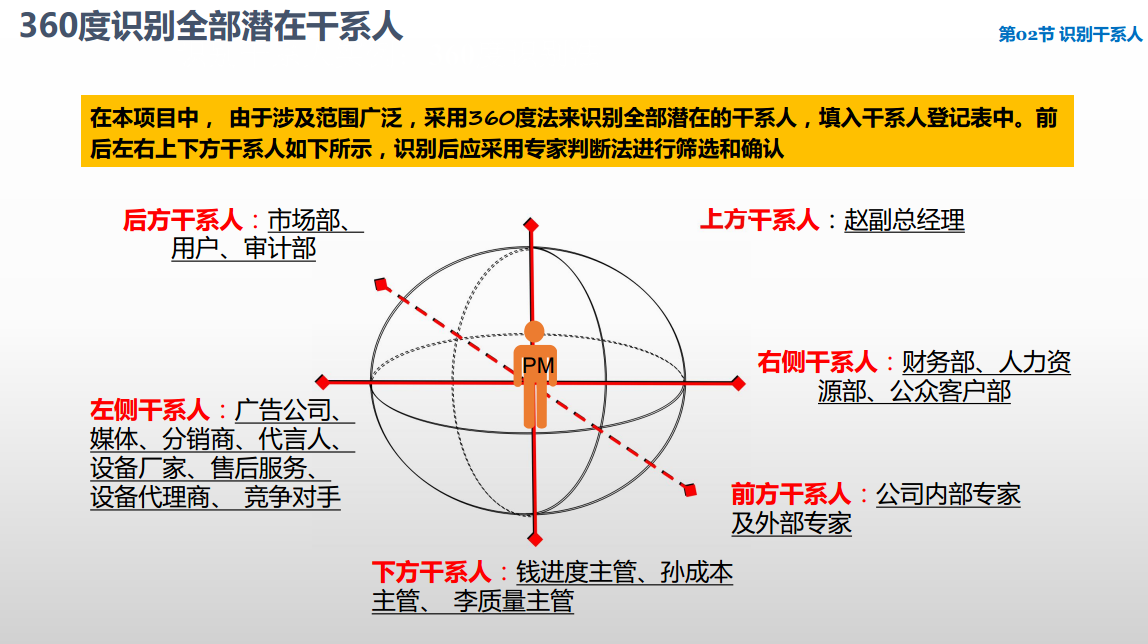 360度识别全部潜在干系人
第02节 识别干系人
在本项目中， 由于涉及范围广泛，采用360度法来识别全部潜在的干系人，填入干系人登记表中。前
后左右上下方干系人如下所示，识别后应采用专家判断法进行筛选和确认
后方干系人：市场部、
用户、审计部
上方干系人：赵副总经理
PM
右侧干系人：财务部、人力资
源部、公众客户部
左侧干系人：广告公司、
媒体、分销商、代言人、
设备厂家、售后服务、
设备代理商、 竞争对手
前方干系人：公司内部专家
及外部专家
下方干系人：钱进度主管、孙成本
主管、 李质量主管